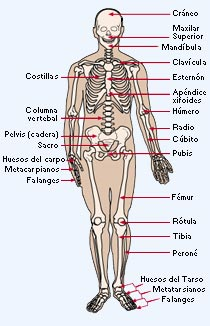 Cráneo
Maxilar
Superior
Mandíbula
Clavícula
Costillas
Esternón
Apéndice
xifoides
Húmero
Columna
vertebal
Radio
Cúbito
Pelvis (cadera)
Sacro
Pubis
Huesos del carpo
Metacarpianos
Falanges
Fémur
Rótula
Tibia
Peroné
Huesos del Tarso
Metatarsianos
Falanges